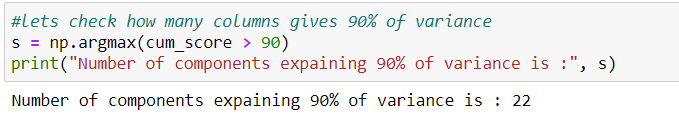 #lets check how many columns gives 90% of variance
s = np.argmax(cum_score > 90)
print("Number of components expaining 90% of variance is :", s)
Number of components expaining 90% of variance is : 22